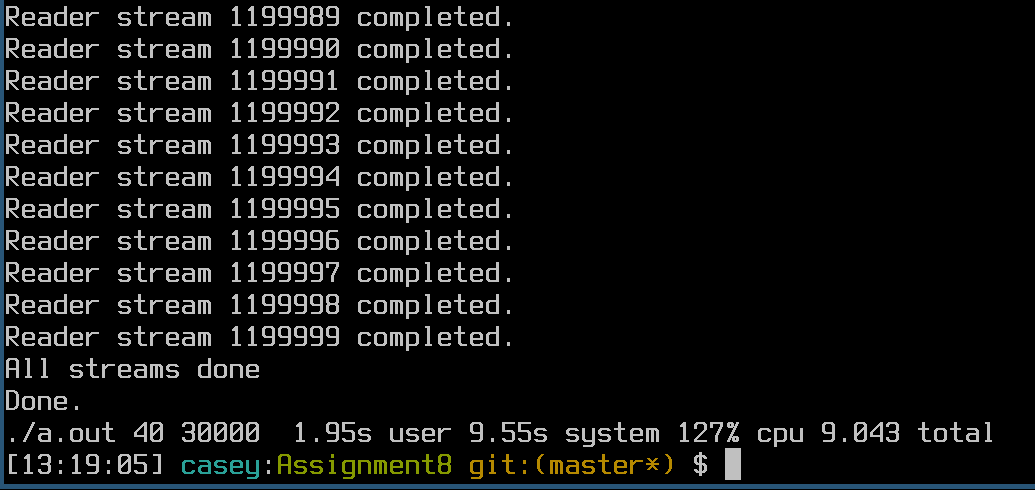 Reader stream 1199989 completed.
Reader stream 1199990 completed.
Reader stream 1199991 completed.
Reader stream 1199992 completed.
Reader stream 1199993 completed.
Reader stream 1199994 completed.
Reader stream 1199995 completed.
Reader stream 1199996 completed.
Reader stream 1199997 completed.
Reader stream 1199998 completed.
Reader stream 1199999 completed.
All streams done
Done.
./a.out 40 30000  1.95s user 9.55s system 127% cpu 9.043 total
[13:19:05] casey:Assignment8 git:(master*) $